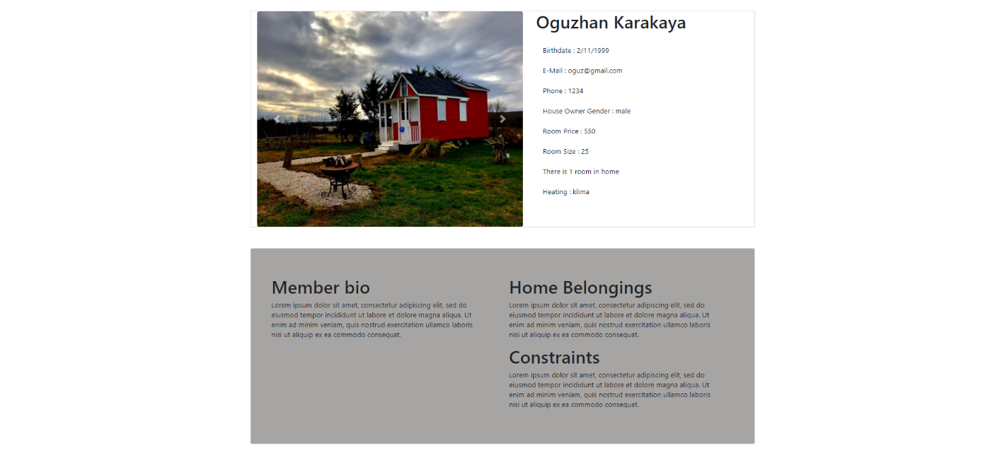 Oguzhan Karakaya
Birthdate : 2/11/1999
E-Mail : oguz@gmail.com
Phone : 1234
House Owner Gender : male
Room Price : 550
Room Size : 25
There is 1 room in home
Heating : klima
Member bio
Lorem ipsum dolor sit amet, consectetur adipiscing elit, sed do
eiusmod tempor incididunt ut labore et dolore magna aliqua. Ut
enim ad minim veniam, quis nostrud exercitation ullamco laboris
nisi ut aliquip ex ea commodo consequat.
Home Belongings
Lorem ipsum dolor sit amet, consectetur adipiscing elit, sed do
eiusmod tempor incididunt ut labore et dolore magna aliqua. Ut
enim ad minim veniam, quis nostrud exercitation ullamco laboris
nisi ut aliquip ex ea commodo consequat.
Constraints
Lorem ipsum dolor sit amet, consectetur adipiscing elit, sed do
eiusmod tempor incididunt ut labore et dolore magna aliqua. Ut
enim ad minim veniam, quis nostrud exercitation ullamco laboris
nisi ut aliquip ex ea commodo consequat.